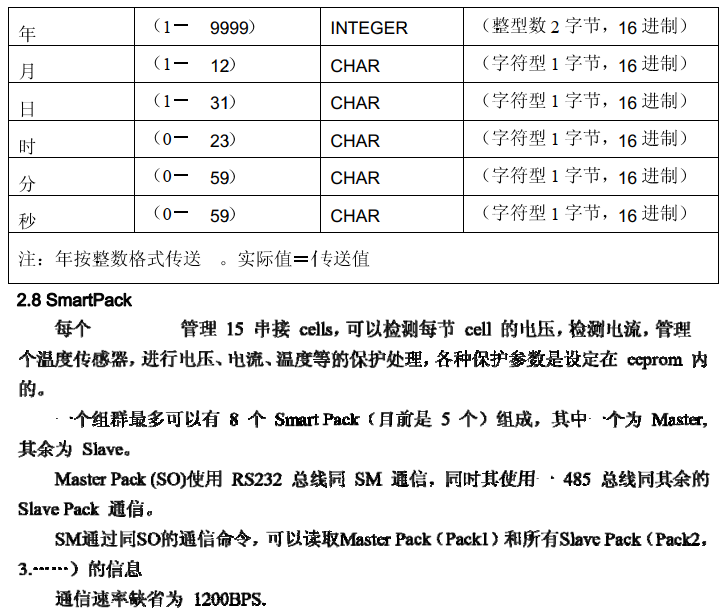 年 （1— 9999） INTEGER （整型数 2 字节，16 进制）
月 （1— 12） CHAR （字符型 1 字节，16 进制）
日 （1— 31） CHAR （字符型 1 字节，16 进制）
时 （0— 23） CHAR （字符型 1 字节，16 进制）
分 （0— 59） CHAR （字符型 1 字节，16 进制）
秒 （0— 59） CHAR （字符型 1 字节，16 进制）
注：年按整数格式传送 。实际值＝传送值
2.8 SmartPack
每个 管理 15 串接 cells，可以检测每节 cell 的电压，检测电流，管理
个温度传感器，进行电压、电流、温度等的保护处理，各种保护参数是设定在 eeprom 内
的。
一个组群最多可以有 8 个 Smart Pack（目前是 5 个）组成，其中一个为 Master,
其余为 Slave。
Master Pack (SO)使用 RS232 总线同 SM 通信，同时其使用 485 总线同其余的
Slave Pack 通信。
SM通过同SO的通信命令，可以读取Master Pack（Pack1）和所有Slave Pack（Pack2，
3.……）的信息
通信速率缺省为 1200BPS.